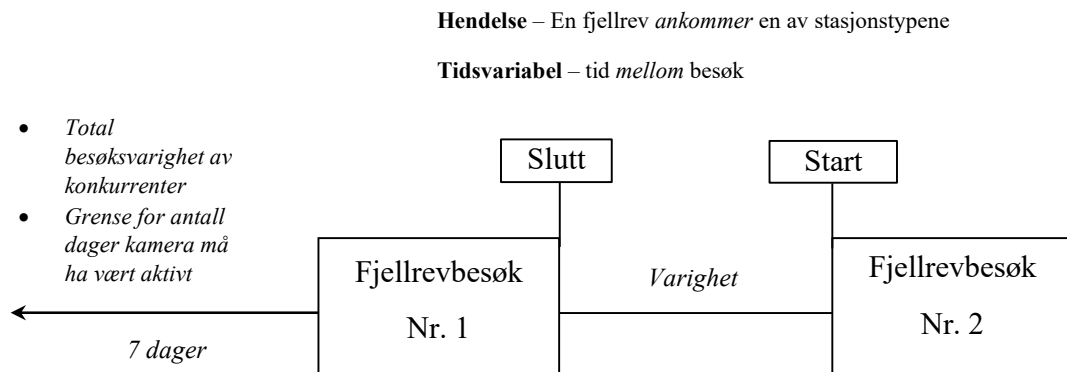 Hendelse – En fjellrev ankommer en av stasjonstypene
Tidsvariabel – tid mellom besøk
• Total
besøksvarighet av
konkurrenter
• Grense for antall
dager kamera må
ha vært aktivt
Slutt
Start
Fjellrevbesøk
Nr. 1
Varighet
Fjellrevbesøk
Nr. 2
7 dager